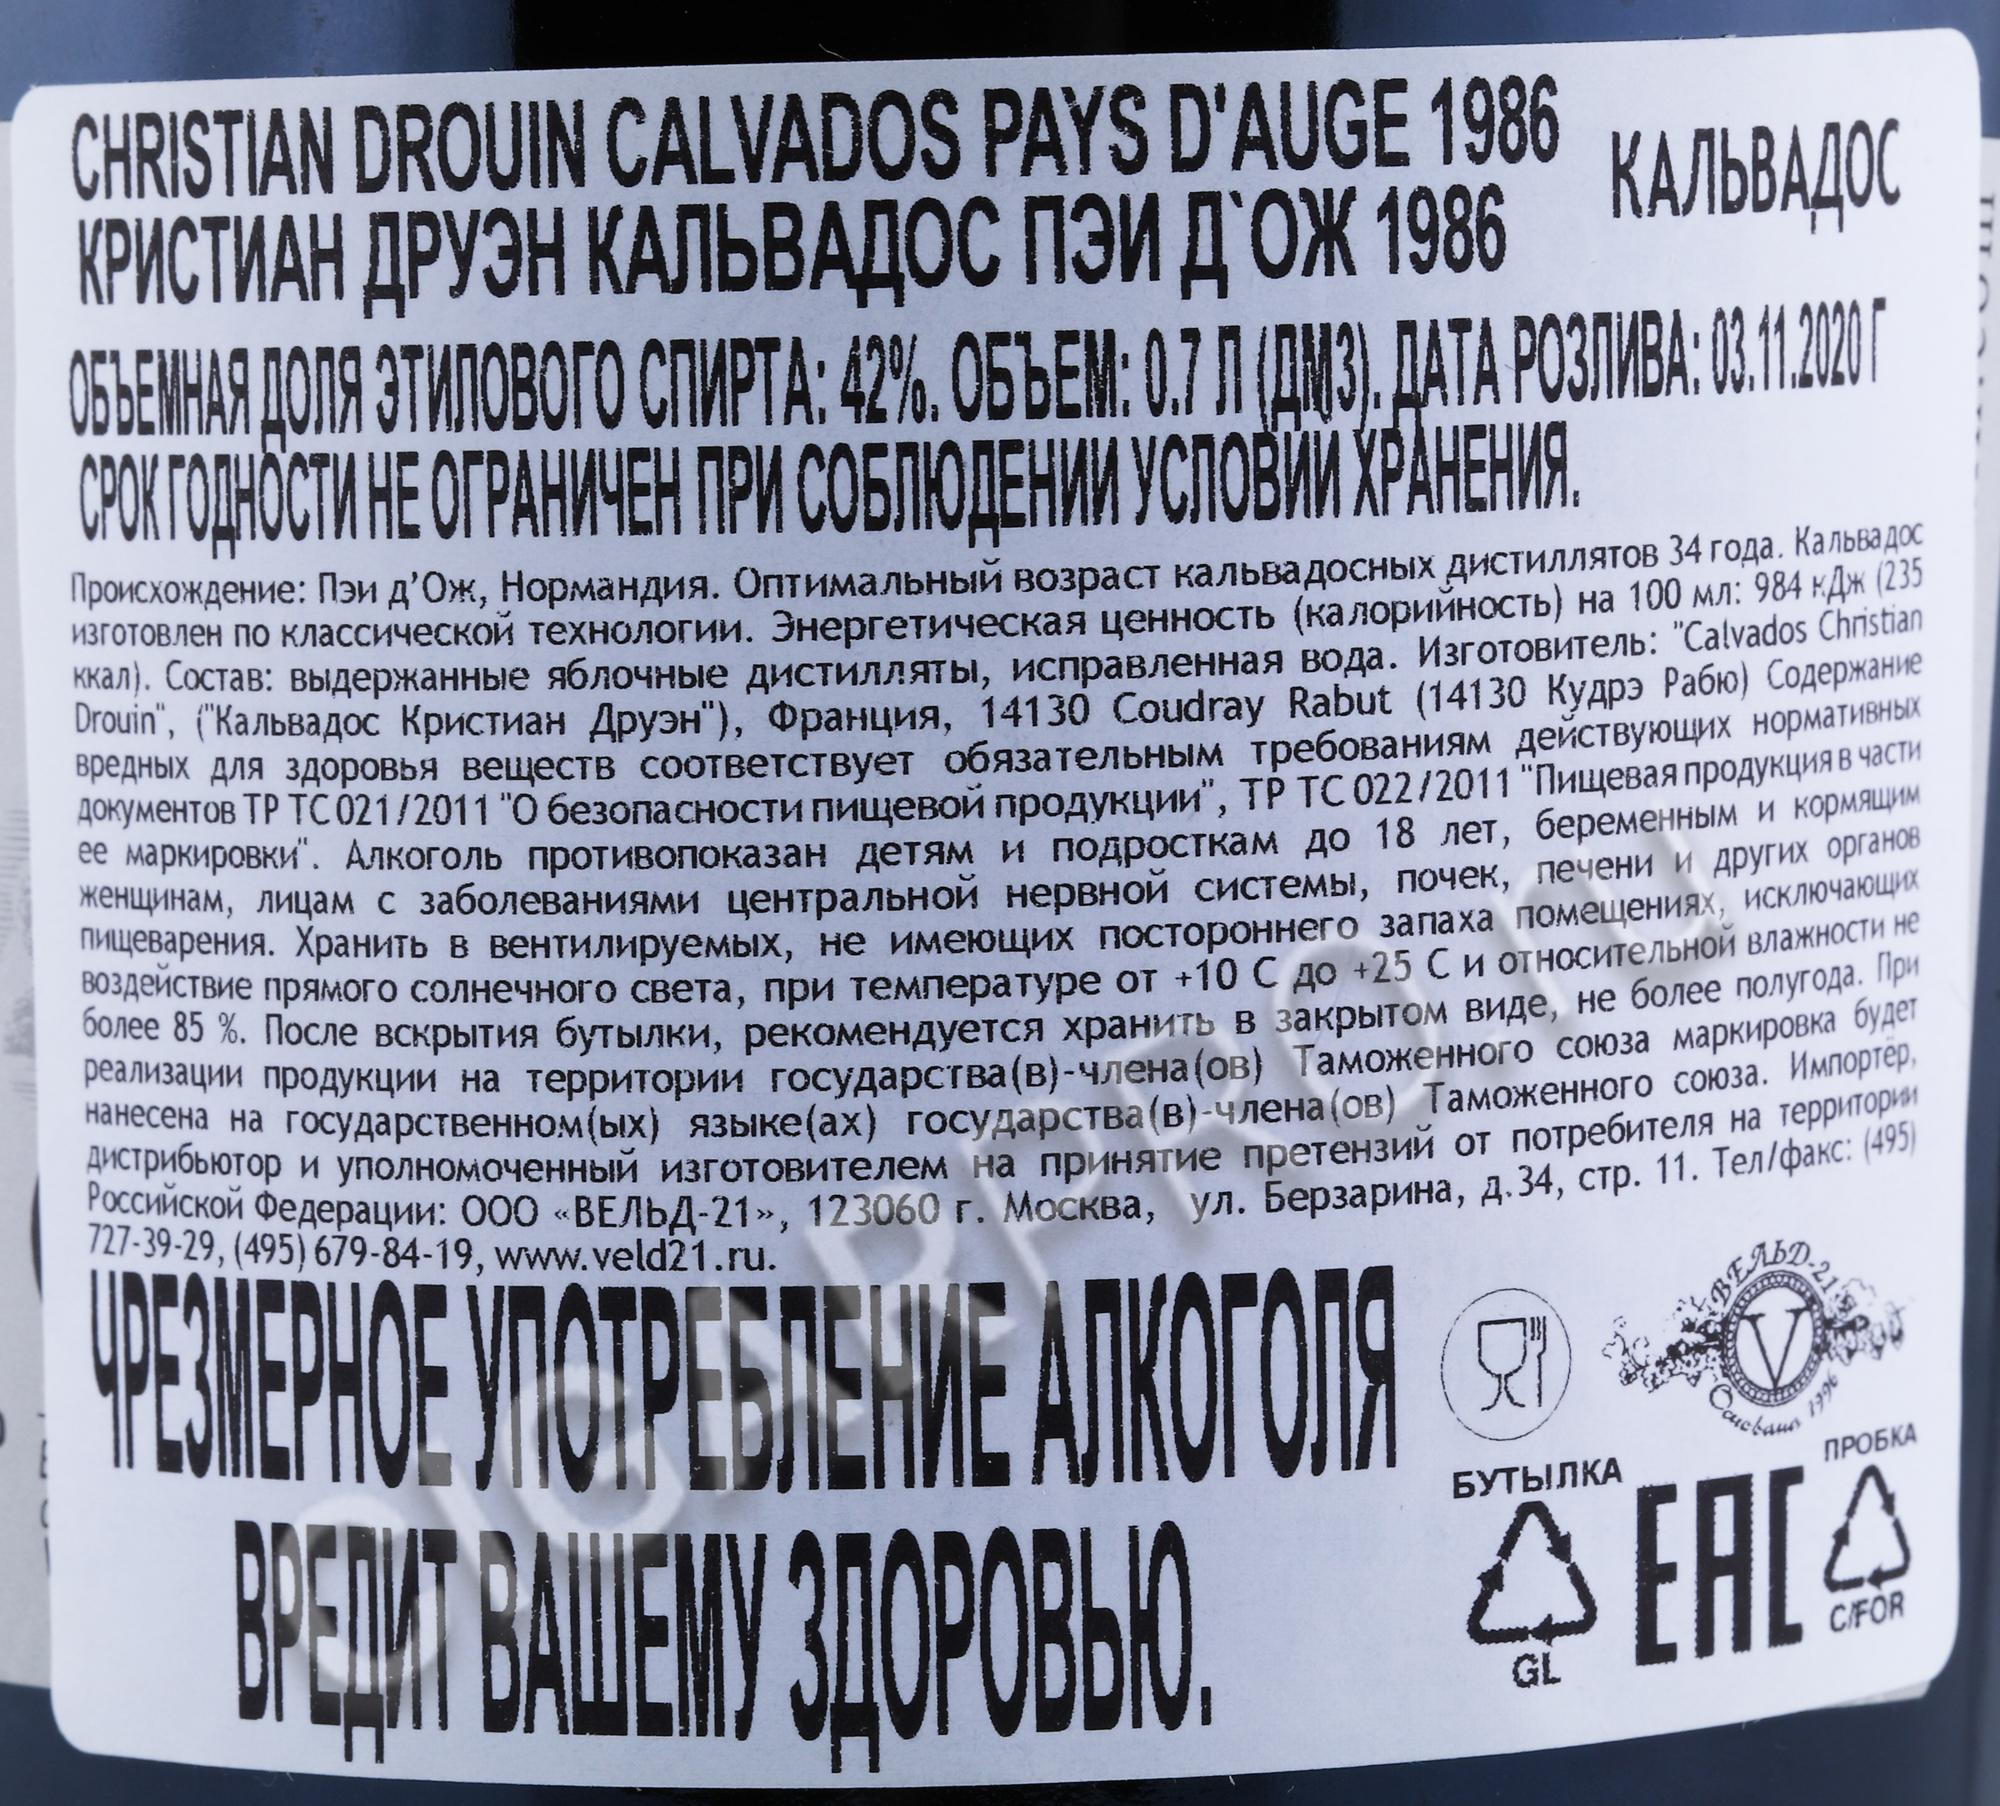 CHRISTIAN DROUIN CALVADOS PAYS D'AUGE 1986
КАЛЬВАДОС
КРИСТИАН ДРУЭН КАЛЬВАДОС ПЭИ Д`ОЖ 1986
ОБЪЕМНАЯ ДОЛЯ ЭТИЛОВОГО СПИРТА: 42%. ОБЪЕМ: 0.7 Л (ДМ3). ДАТА РОЗЛИВА: 03.11.2020 Г
СРОК ГОДНОСТИ НЕ ОГРАНИЧЕН ПРИ СОБЛЮДЕНИИ УСЛОВИИ ХРАНЕНИЯ.
Происхождение: Пэи д’Ож, Нормандия. Оптимальный возраст кальвадосных дистиллятов 34 года. Кальвадос
изготовлен по классической технологии. Энергетическая ценность (калорийность) на 100 мл: 984 кДж (235
ккал). Состав: выдержанные яблочные дистилляты, исправленная вода. Изготовитель: "Calvados Christian
Drouin", ("Кальвадос Кристиан Друэн"), Франция, 14130 Coudray Rabut (14130 Кудрэ Рабю) Содержание
вредных для здоровья веществ соответствует обязательным требованиям действующих нормативных
документов ТР ТС 021/2011 "О безопасности пищевой продукции", ТР ТС 022/2011 "Пищевая продукция в части
ее маркировки". Алкоголь противопоказан детям и подросткам до 18 лет, беременным и кормящим
женщинам, лицам с заболеваниями центральной нервной системы, почек, печени и других органов
пищеварения. Хранить в вентилируемых, не имеющих постороннего запаха помещениях, исключающих
воздействие прямого солнечного света, при температуре от +10 С до +25 С и относительной влажности не
более 85 %. После вскрытия бутылки, рекомендуется хранить в закрытом виде, не более полугода. При
реализации продукции на территории государства(в)-члена(ов) Таможенного союза маркировка будет
нанесена на государственном(ых) языке(ах) государства(в)-члена(ов) Таможенного союза. Импортёр,
дистрибьютор и уполномоченный изготовителем на принятие претензий от потребителя на территории
Российской Федерации: ООО «ВЕЛЬД-21», 123060 г. Москва, ул. Берзарина, д.34, стр. 11. Тел/факс: (495)
727-39-29, (495) 679-84-19, www.veld21.ru.
ЧРЕЗМЕРНОЕ УПОТРЕБЛЕНИЕ АЛКОГОЛЯ
ВРЕДИТ ВАШЕМУ ЗДОРОВЬЮ.
ВЕЛЬД-21
V
Основана 1996
БУТЫЛКА
GL
EAC
ПРОБКА
C/FOR
CIGARPRO.ru